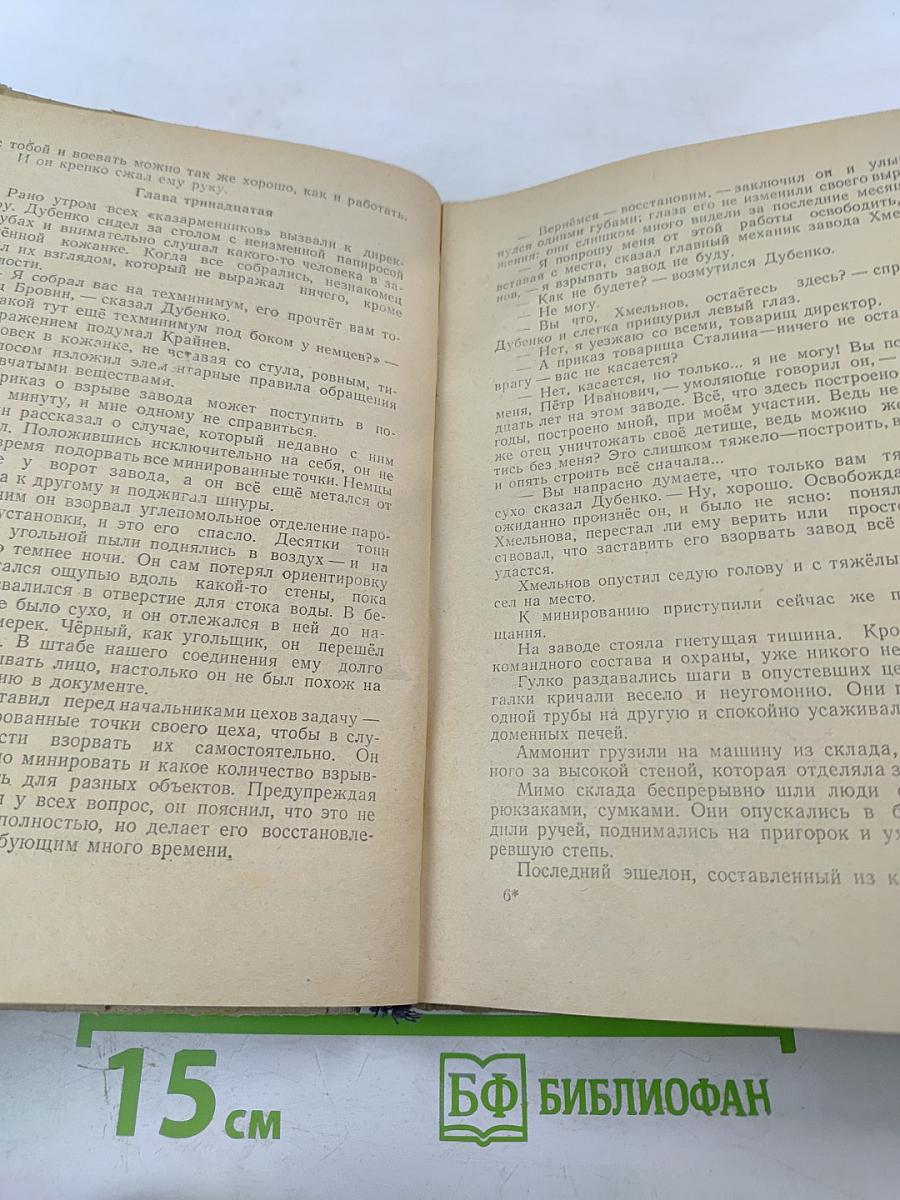 с тобой и воевать можно так же хорошо, как и работать.
И он крепко сжал ему руку.
Глава тринадцатая
Рано утром всех «казарменников» вызвали к дирек-
ру. Дубенко сидел за столом с неизменной папиросой
убах и внимательно слушал какого-то человека в за-
ённой кожанке. Когда все собрались, незнакомец
л их взглядом, который не выражал ничего, кроме
лости.
— Я собрал вас на техминимум, его прочтёт вам то-
щ Бровин, — сказал Дубенко.
акой тут ещё техминимум под боком у немцев?» —
ражением подумал Крайнев.
ловек в кожанке, не вставая со стула, ровным, ти-
лосом изложил элементарные правила обращения
вчатыми веществами.
риказ о взрыве завода может поступить в по-
минуту, и мне одному не справиться.
н рассказал о случае, который недавно с ним
л. Положившись исключительно на себя, он не
время подорвать все минированные точки. Немцы
е у ворот завода, а он всё ещё метался от
а к другому и поджигал шнуры.
ним он взорвал углепомольное отделение паро-
установки, и это его спасло. Десятки тонн
угольной пыли поднялись в воздух — и на
о темнее ночи. Он сам потерял ориентировку
ался ощупью вдоль какой-то стены, пока
валился в отверстие для стока воды. В бе-
е было сухо, и он отлежался в ней до на-
мерек. Чёрный, как угольщик, он перешёл
. В штабе нашего соединения ему долго
ывать лицо, настолько он не был похож на
ию в документе.
тавил перед начальниками цехов задачу —
рованные точки своего цеха, чтобы в слу-
сти взорвать их самостоятельно. Он
но минировать и какое количество взрыв-
ь для разных объектов. Предупреждая
я у всех вопрос, он пояснил, что это не
полностью, но делает его восстановле-
бующим много времени.
— Вернёмся — восстановим, — заключил он и улы
нулся одними губами; глаза его не изменили своего выр
жения: они слишком много видели за последние месяц
— Я попрошу меня от этой работы освободить,
вставая с места, сказал главный механик завода Хме
нов, — я взрывать завод не буду.
— Как не будете? — возмутился Дубенко.
— Не могу.
— Вы что, Хмельнов, остаётесь здесь? — спр
Дубенко и слегка прищурил левый глаз.
— Нет, я уезжаю со всеми, товарищ директор.
— А приказ товарища Сталина—ничего не оста
врагу — вас не касается?
— Нет, касается, но только... я не могу! Вы по
меня, Пётр Иванович, — умоляюще говорил он, —
дцать лет на этом заводе. Всё, что здесь построено
годы, построено мной, при моём участии. Ведь не
же отец уничтожать своё детище, ведь можно же
тись без меня? Это слишком тяжело—построить, в
и опять строить всё сначала...
— Вы напрасно думаете, что только вам тя
сухо сказал Дубенко. — Ну, хорошо. Освобожда
ожиданно произнёс он, и было не ясно: понял
Хмельнова, перестал ли ему верить или прост
ствовал, что заставить его взорвать завод всё
удастся.
Хмельнов опустил седую голову и с тяжёлы
сел на место.
К минированию приступили сейчас же п
щания.
На заводе стояла гнетущая тишина. Кро
командного состава и охраны, уже никого не
Гулко раздавались шаги в опустевших це
галки кричали весело и неугомонно. Они п
одной трубы на другую и спокойно усаживал
доменных печей.
Аммонит грузили на машину из склада,
ного за высокой стеной, которая отделяла з
Мимо склада беспрерывно шли люди с
рюкзаками, сумками. Они опускались в б
дили ручей, поднимались на пригорок и ух
ревшую степь.
Последний эшелон, составленный из к
6*
15 см
БФ БИБЛИОФАН